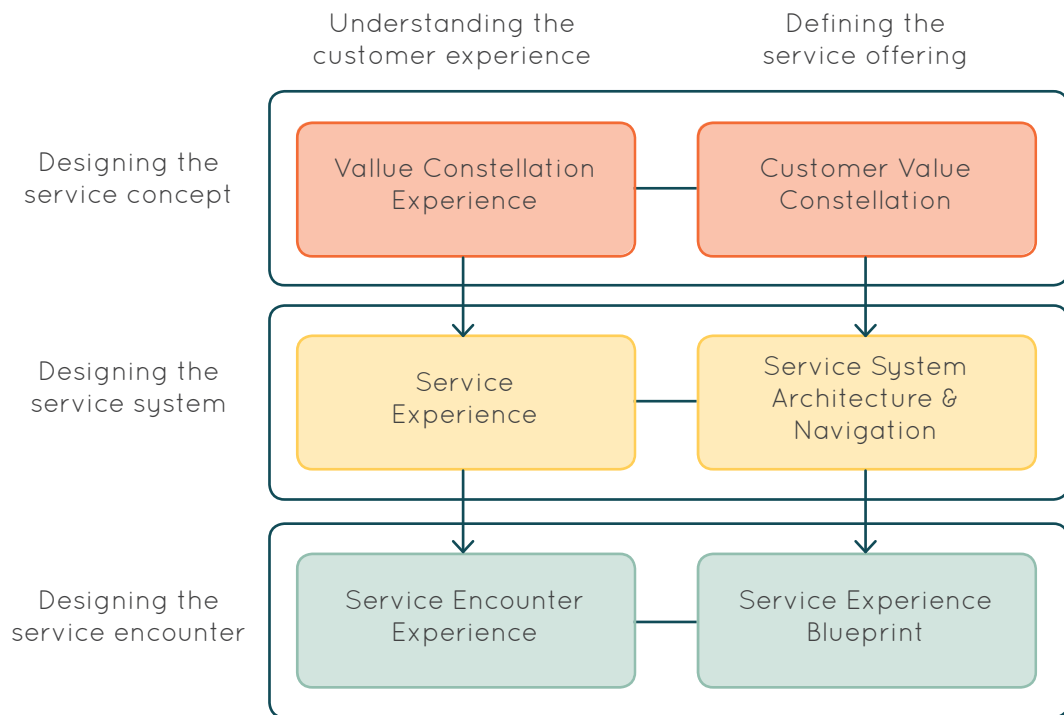 Understanding the
customer experience
Defining the
service offering
Designing the
service concept
Vallue Constellation
Experience
Customer Value
Constellation
Designing the
service system
Service
Experience
Service System
Architecture &
Navigation
Designing the
service encounter
Service Encounter
Experience
Service Experience
Blueprint